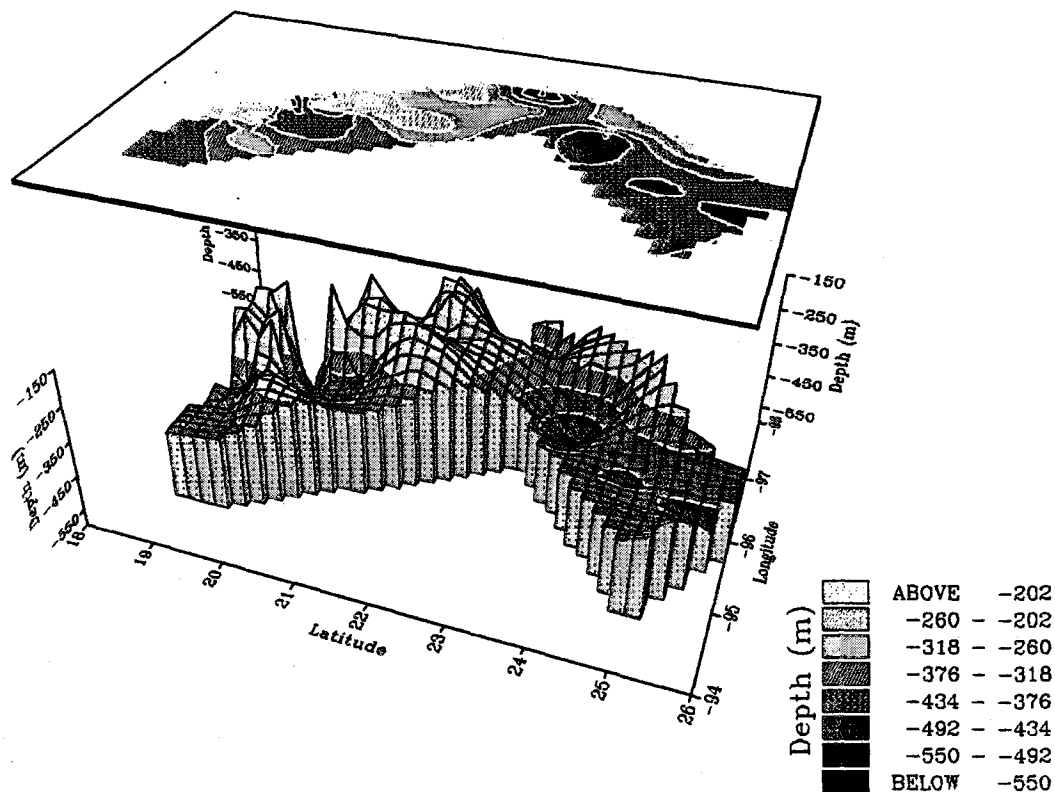 Depth
-350
-450
-550
-150
-250
-350
-450
-550
Depth (m)
-150
-250
-350
-450
-550
Depth (m)
18
19
20
21
22
23
24
25
26
Latitude
-98
-97
-96
-95
-94
Longitude
Depth (m)
ABOVE -202
-260 - -202
-318 - -260
-376 - -318
-434 - -376
-492 - -434
-550 - -492
BELOW -550